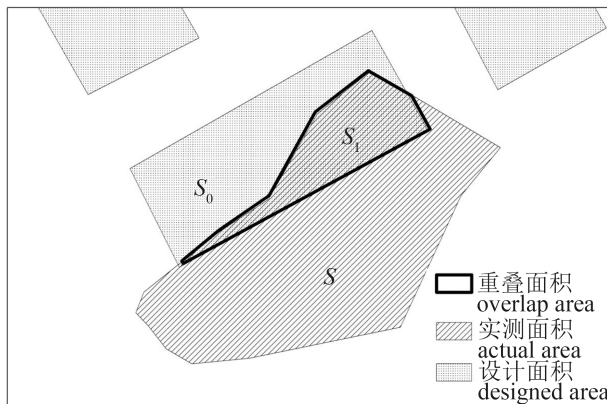 S₁
S₀
S
重叠面积
overlap area
实测面积
actual area
设计面积
designed area